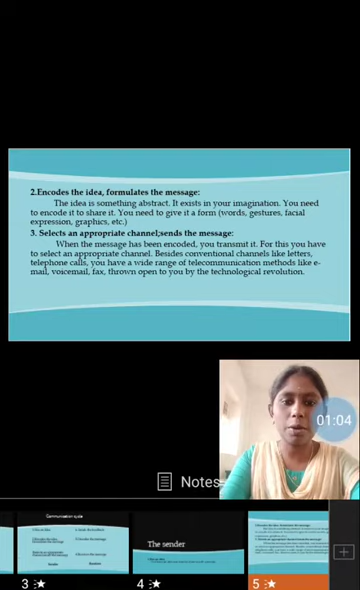 2.Encodes the idea, formulates the message:
The idea is something abstract. It exists in your imagination. You need
to encode it to share it. You need to give it a form (words, gestures, facial
expression, graphics, etc.)
3. Selects an appropriate channel;sends the message:
When the message has been encoded, you transmit it. For this you have
to select an appropriate channel. Besides conventional channels like letters,
telephone calls, you have a wide range of telecommunication methods like e-
mail, voicemail, fax, thrown open to you by the technological revolution.
01:04
Notes
Communication cycle
The sender
3
4
5